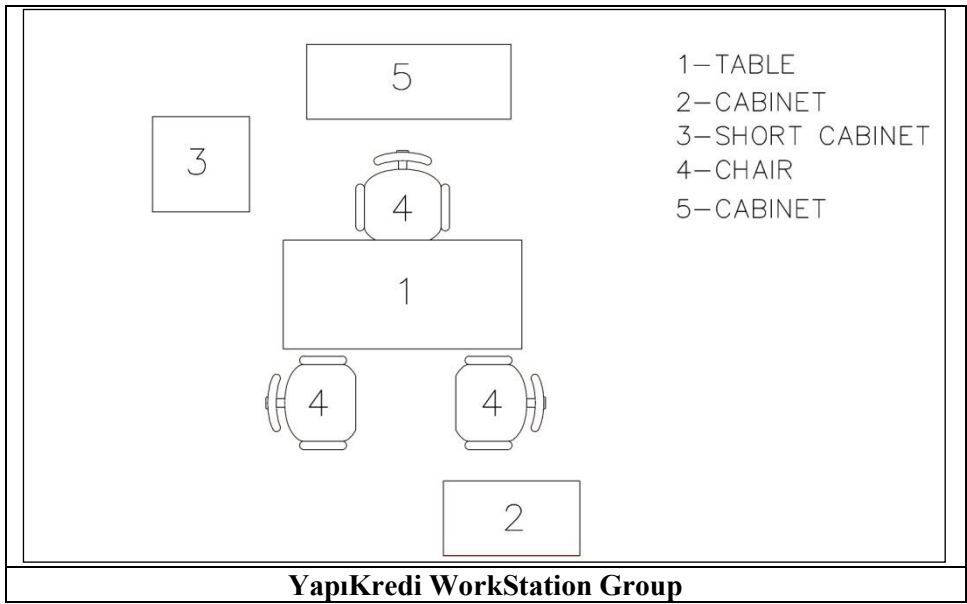 5
1-TABLE
2-CABINET
3-SHORT CABINET
4-CHAIR
5-CABINET
3
4
1
4
4
2
YapıKredi WorkStation Group